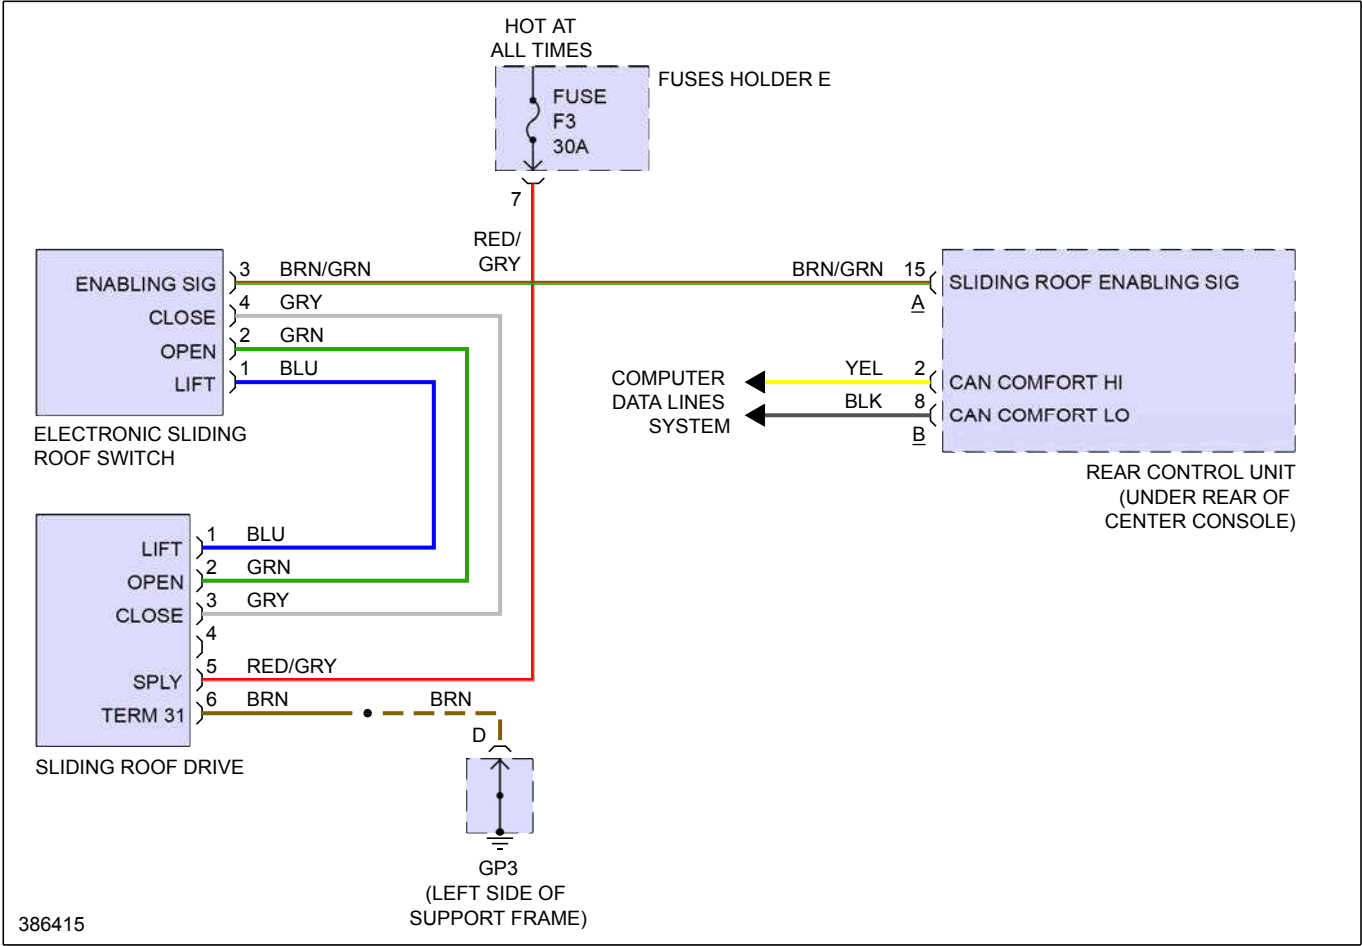 HOT AT
ALL TIMES
FUSES HOLDER E
FUSE
F3
30A
7
RED/
GRY
3 BRN/GRN
BRN/GRN 15
ENABLING SIG
SLIDING ROOF ENABLING SIG
A
4 GRY
CLOSE
2 GRN
OPEN
1 BLU
LIFT
ELECTRONIC SLIDING
ROOF SWITCH
COMPUTER
DATA LINES
SYSTEM
YEL 2
CAN COMFORT HI
BLK 8
CAN COMFORT LO
B
REAR CONTROL UNIT
(UNDER REAR OF
CENTER CONSOLE)
1 BLU
LIFT
2 GRN
OPEN
3 GRY
CLOSE
4
5 RED/GRY
SPLY
6 BRN
BRN
TERM 31
D
SLIDING ROOF DRIVE
GP3
(LEFT SIDE OF
SUPPORT FRAME)
386415